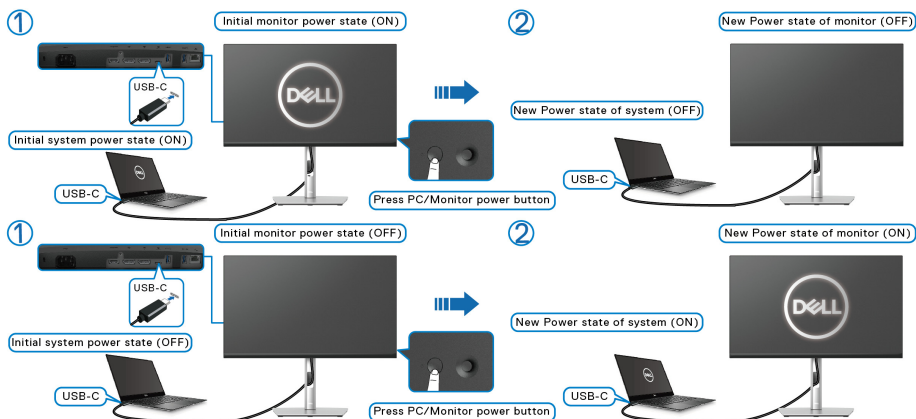 1
Initial monitor power state (ON)
2
New Power state of monitor (OFF)
USB-C
DELL
New Power state of system (OFF)
Initial system power state (ON)
DELL
USB-C
USB-C
Press PC/Monitor power button
1
Initial monitor power state (OFF)
2
New Power state of monitor (ON)
USB-C
DELL
New Power state of system (ON)
Initial system power state (OFF)
DELL
USB-C
USB-C
Press PC/Monitor power button